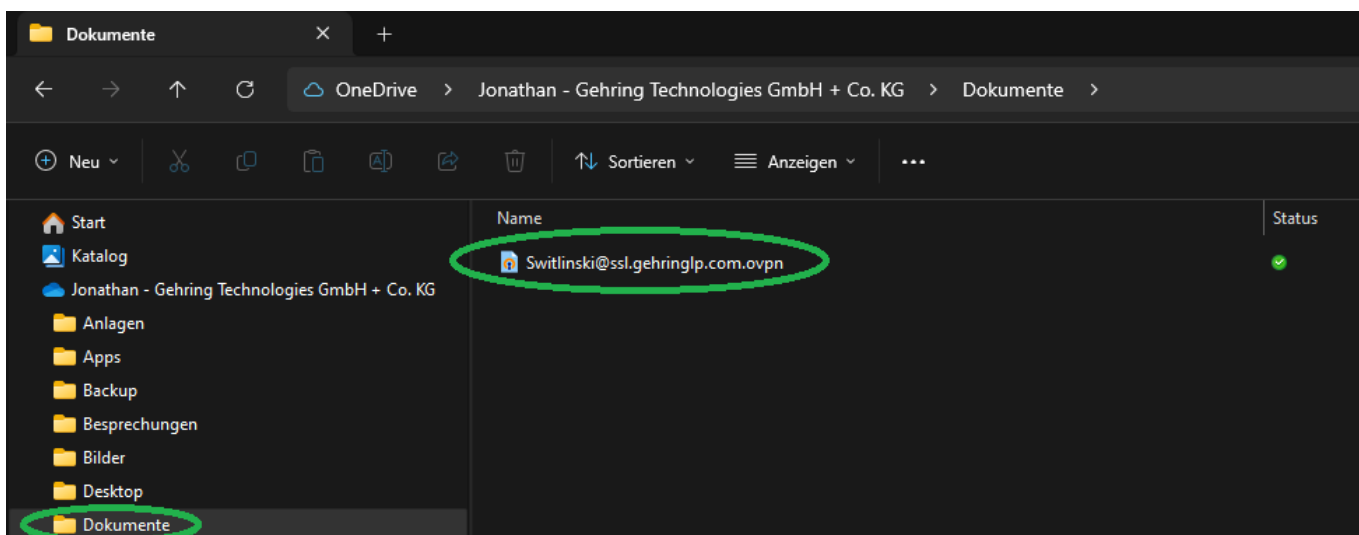 Dokumente
OneDrive > Jonathan - Gehring Technologies GmbH + Co. KG > Dokumente >
Neu Sortieren Anzeigen ...
Start
Katalog
Jonathan - Gehring Technologies GmbH + Co. KG
Anlagen
Apps
Backup
Besprechungen
Bilder
Desktop
Dokumente
Name Status
Switlinski@ssl.gehringlp.com.ovpn